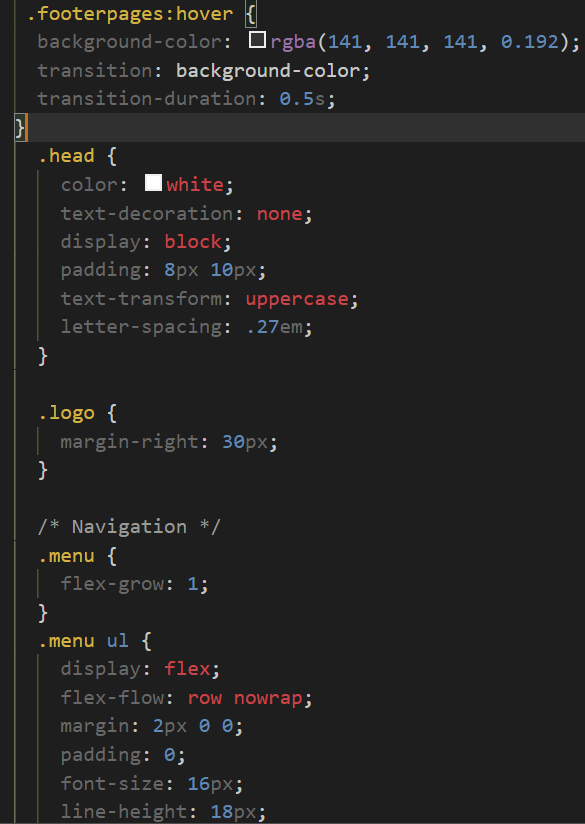 .footerpages:hover {
background-color: rgba(141, 141, 141, 0.192);
transition: background-color;
transition-duration: 0.5s;
}
.head {
color: white;
text-decoration: none;
display: block;
padding: 8px 10px;
text-transform: uppercase;
letter-spacing: .27em;
}
.logo {
margin-right: 30px;
}
/* Navigation */
.menu {
flex-grow: 1;
}
.menu ul {
display: flex;
flex-flow: row nowrap;
margin: 2px 0 0;
padding: 0;
font-size: 16px;
line-height: 18px;